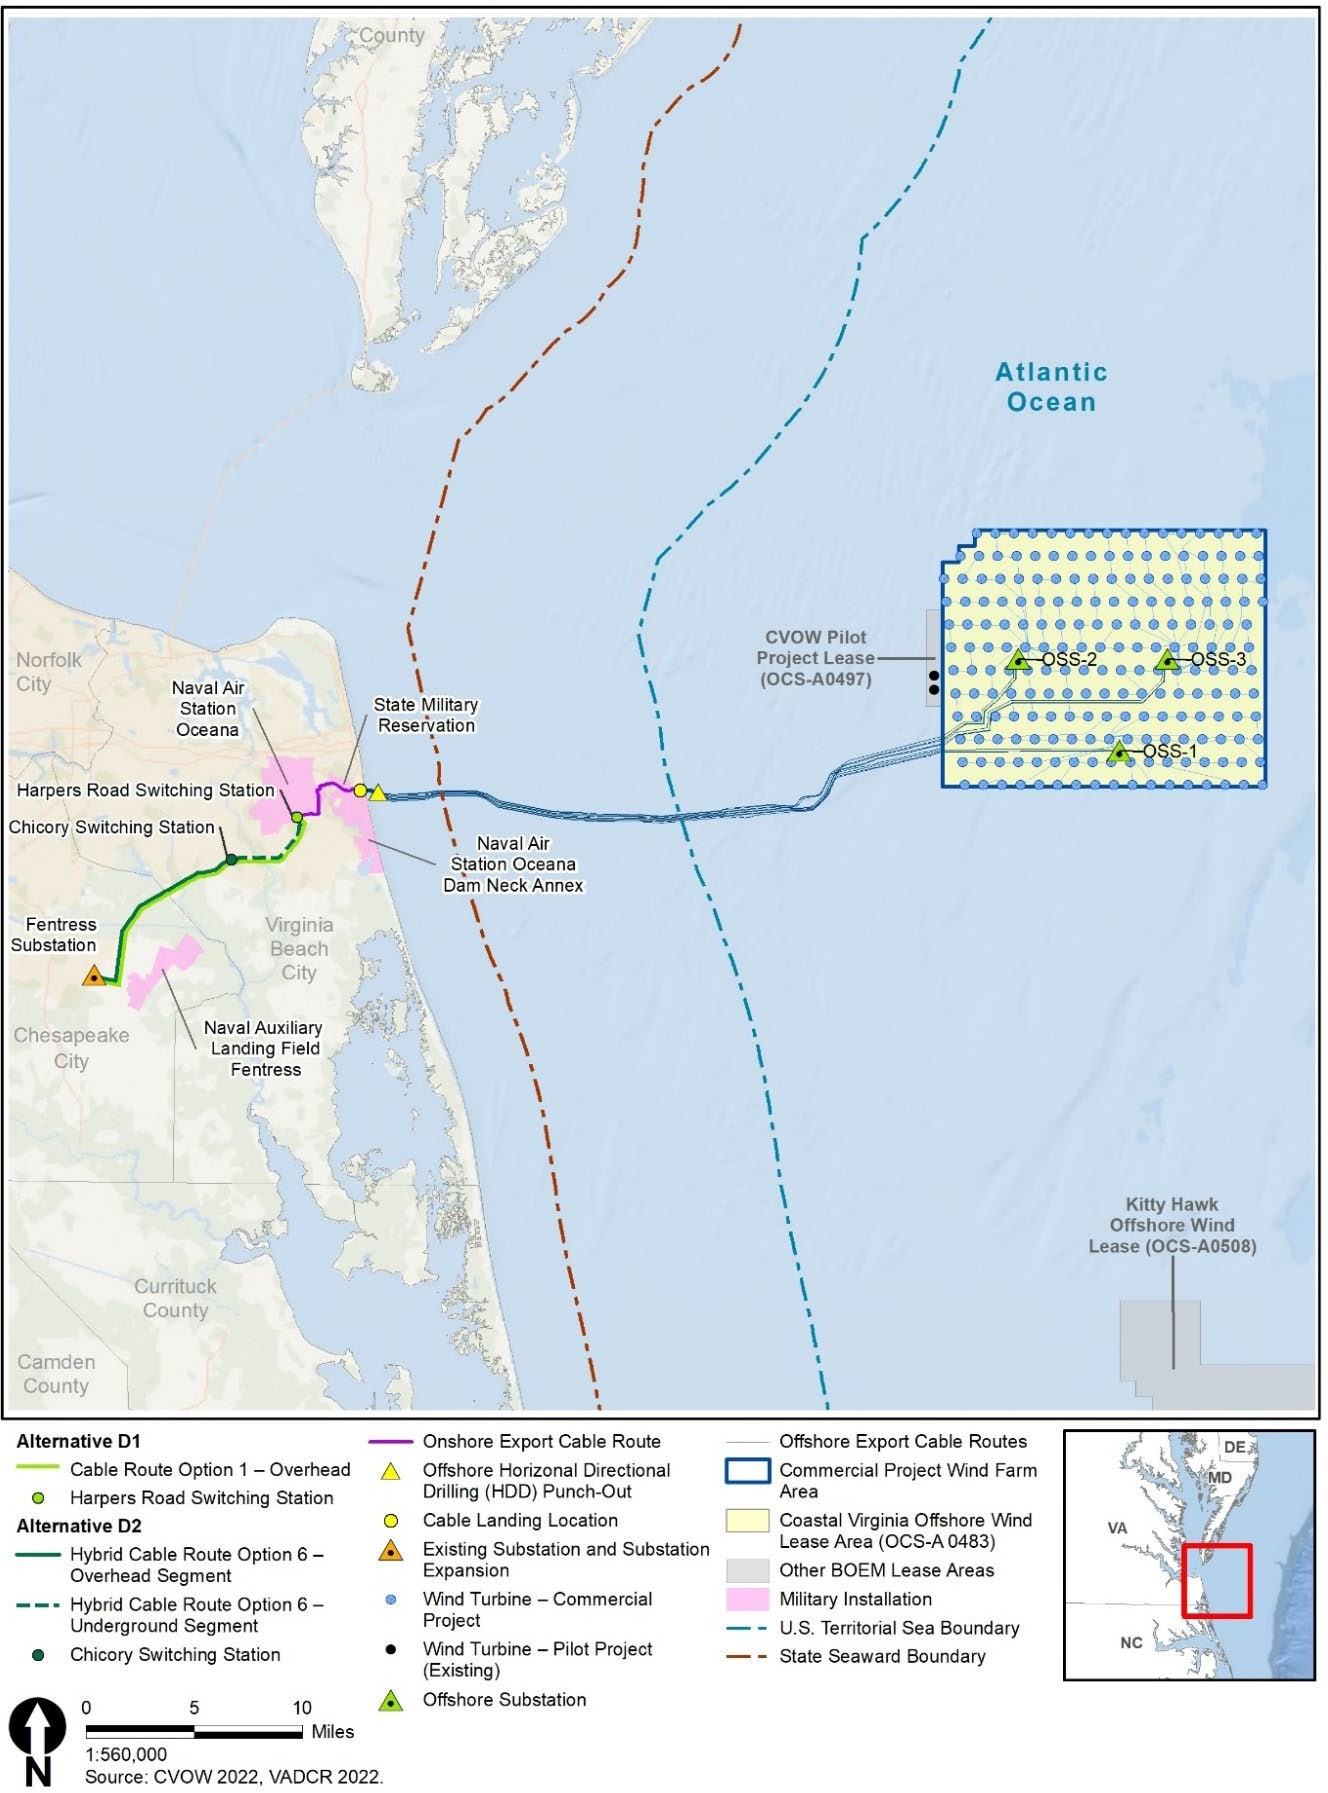 County
Atlantic
Ocean
CVOW Pilot
Project Lease
(OCS-A0497)
OSS-2
OSS-3
OSS-1
Norfolk
City
Naval Air
Station
Oceana
State Military
Reservation
Harpers Road Switching Station
Chicory Switching Station
Naval Air
Station Oceana
Dam Neck Annex
Fentress
Substation
Virginia
Beach
City
Chesapeake
City
Naval Auxiliary
Landing Field
Fentress
Kitty Hawk
Offshore Wind
Lease (OCS-A0508)
Currituck
County
Camden
County
Alternative D1
Cable Route Option 1 – Overhead
Harpers Road Switching Station
Alternative D2
Hybrid Cable Route Option 6 –
Overhead Segment
Hybrid Cable Route Option 6 –
Underground Segment
Chicory Switching Station
Onshore Export Cable Route
Offshore Horizonal Directional
Drilling (HDD) Punch-Out
Cable Landing Location
Existing Substation and Substation
Expansion
Wind Turbine – Commercial
Project
Wind Turbine – Pilot Project
(Existing)
Offshore Substation
Offshore Export Cable Routes
Commercial Project Wind Farm
Area
Coastal Virginia Offshore Wind
Lease Area (OCS-A 0483)
Other BOEM Lease Areas
Military Installation
U.S. Territorial Sea Boundary
State Seaward Boundary
DE
MD
VA
NC
N
0 5 10
Miles
1:560,000
Source: CVOW 2022, VADCR 2022.